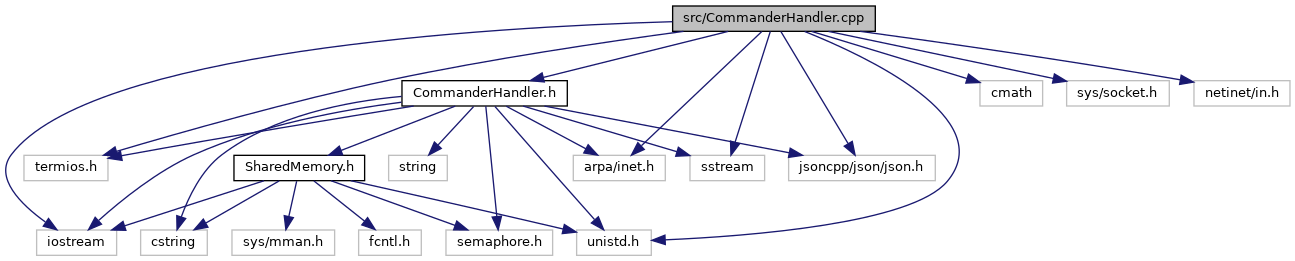 src/CommanderHandler.cpp
CommanderHandler.h
cmath
sys/socket.h
netinet/in.h
termios.h
SharedMemory.h
string
arpa/inet.h
sstream
jsoncpp/json/json.h
iostream
cstring
sys/mman.h
fcntl.h
semaphore.h
unistd.h